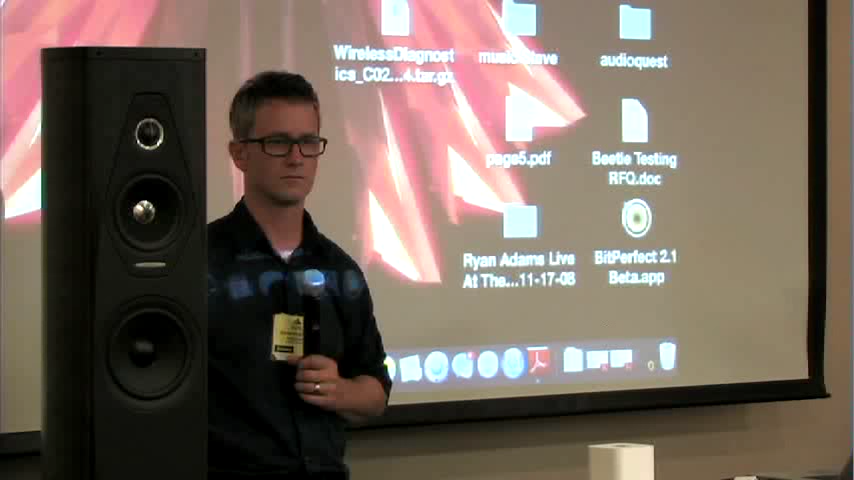 WirelessDiagnost
ics_C02...4.tar.gz
audioquest
page5.pdf
Beetle Testing
RFQ.doc
Ryan Adams Live
At The...11-17-08
BitPerfect 2.1
Beta.app